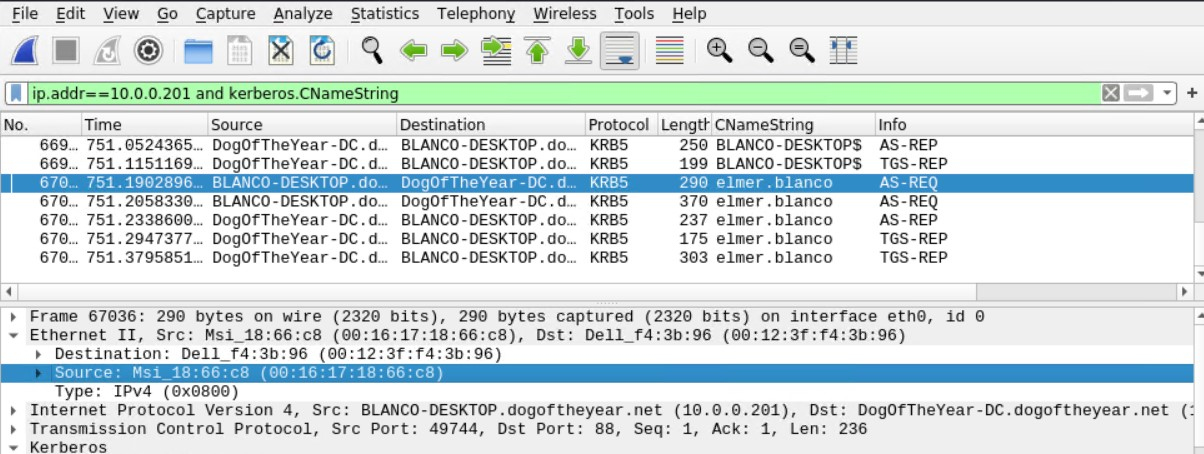 File Edit View Go Capture Analyze Statistics Telephony Wireless Tools Help
ip.addr==10.0.0.201 and kerberos.CNameString
No. Time Source Destination Protocol Length CNameString Info
669… 751.0524365… DogOfTheYear-DC.d… BLANCO-DESKTOP.do… KRB5 250 BLANCO-DESKTOP$ AS-REP
669… 751.1151169… DogOfTheYear-DC.d… BLANCO-DESKTOP.do… KRB5 199 BLANCO-DESKTOP$ TGS-REP
670… 751.1902896… BLANCO-DESKTOP.do… DogOfTheYear-DC.d… KRB5 290 elmer.blanco AS-REQ
670… 751.2058330… BLANCO-DESKTOP.do… DogOfTheYear-DC.d… KRB5 370 elmer.blanco AS-REQ
670… 751.2338600… DogOfTheYear-DC.d… BLANCO-DESKTOP.do… KRB5 237 elmer.blanco AS-REP
670… 751.2947377… DogOfTheYear-DC.d… BLANCO-DESKTOP.do… KRB5 175 elmer.blanco TGS-REP
670… 751.3795851… DogOfTheYear-DC.d… BLANCO-DESKTOP.do… KRB5 303 elmer.blanco TGS-REP
Frame 67036: 290 bytes on wire (2320 bits), 290 bytes captured (2320 bits) on interface eth0, id 0
Ethernet II, Src: Msi_18:66:c8 (00:16:17:18:66:c8), Dst: Dell_f4:3b:96 (00:12:3f:f4:3b:96)
Destination: Dell_f4:3b:96 (00:12:3f:f4:3b:96)
Source: Msi_18:66:c8 (00:16:17:18:66:c8)
Type: IPv4 (0x0800)
Internet Protocol Version 4, Src: BLANCO-DESKTOP.dogoftheyear.net (10.0.0.201), Dst: DogOfTheYear-DC.dogoftheyear.net (
Transmission Control Protocol, Src Port: 49744, Dst Port: 88, Seq: 1, Ack: 1, Len: 236
Kerberos